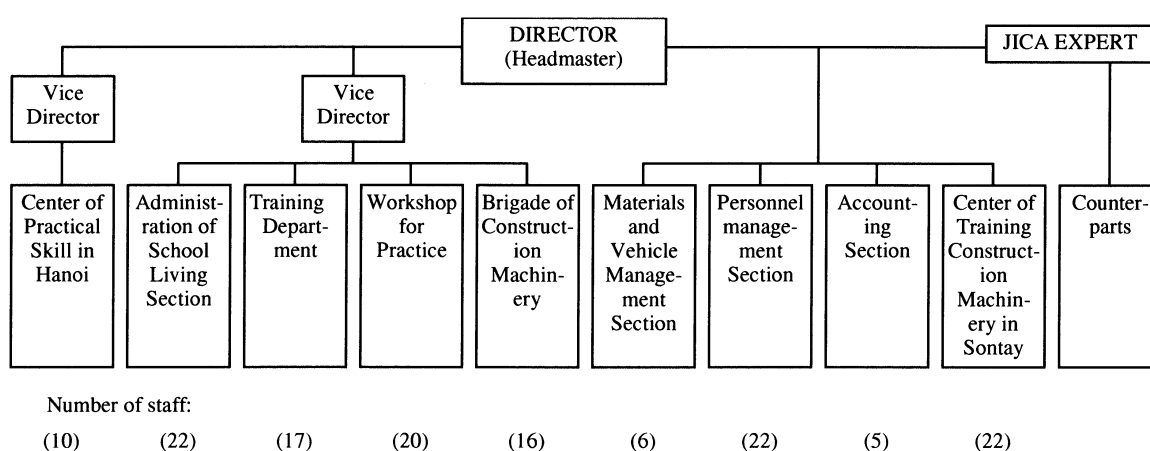 DIRECTOR
(Headmaster)
JICA EXPERT
Vice
Director
Vice
Director
Center of
Practical
Skill in
Hanoi
Administ-
ration of
School
Living
Section
Training
Depart-
ment
Workshop
for
Practice
Brigade of
Construct-
ion
Machin-
ery
Materials
and
Vehicle
Manage-
ment
Section
Personnel
manage-
ment
Section
Account-
ing
Section
Center of
Training
Construct-
ion
Machin-
ery in
Sontay
Counter-
parts
Number of staff:
(10) (22) (17) (20) (16) (6) (22) (5) (22)